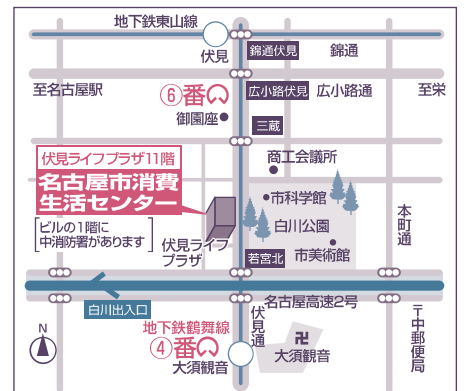 地下鉄東山線
伏見
錦通伏見
錦通
至名古屋駅
⑥番
広小路伏見
広小路通
至栄
御園座
三蔵
商工会議所
伏見ライフプラザ11階
名古屋市消費
生活センター
ビルの1階に
中消防署があります
市科学館
白川公園
本町通
伏見ライフ
プラザ
若宮北
市美術館
白川出入口
名古屋高速2号
伏見通
地下鉄鶴舞線
④番
大須観音
卍
大須観音
〒中郵便局
N